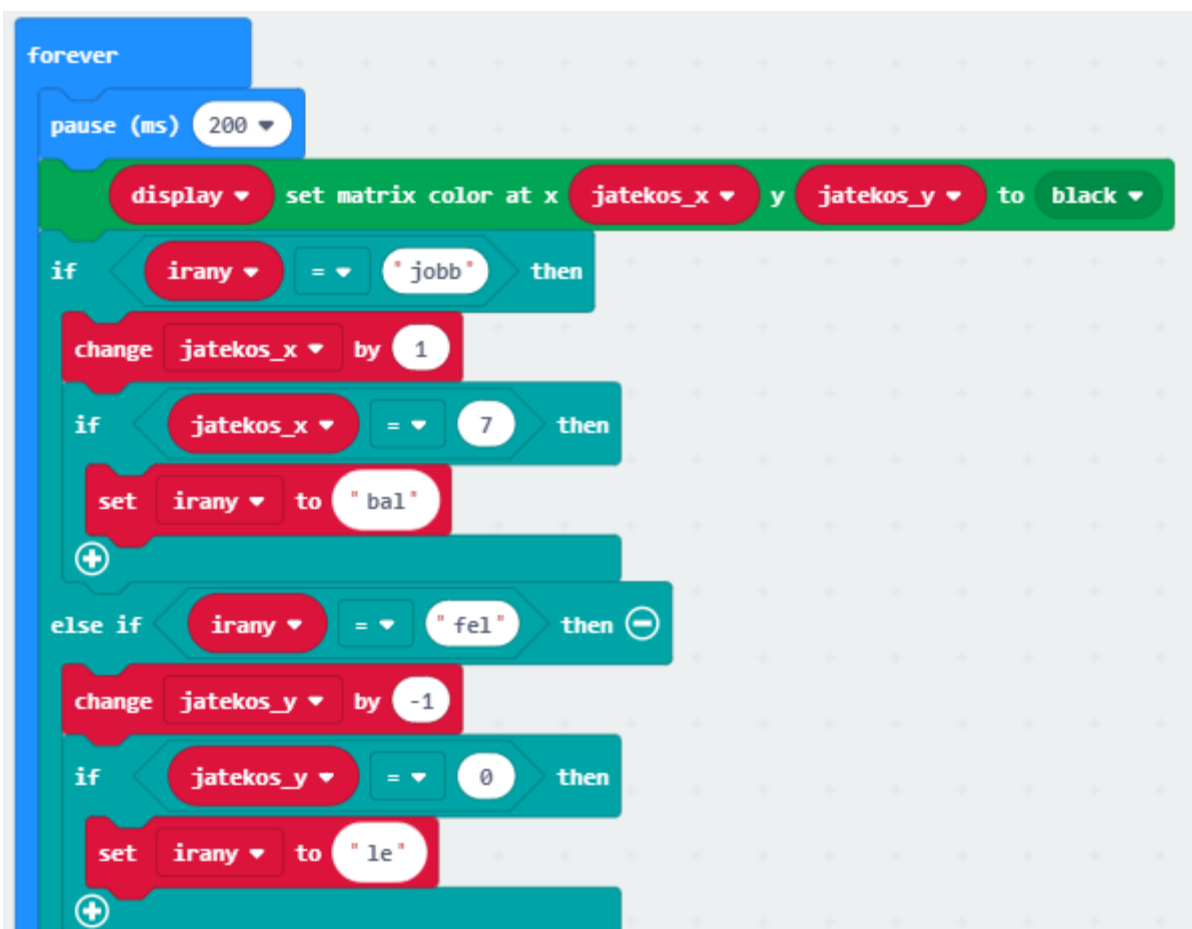 forever
pause (ms) 200
display set matrix color at x jatekos_x y jatekos_y to black
if irany = "jobb" then
change jatekos_x by 1
if jatekos_x = 7 then
set irany to "bal"
else if irany = "fel" then
change jatekos_y by -1
if jatekos_y = 0 then
set irany to "le"